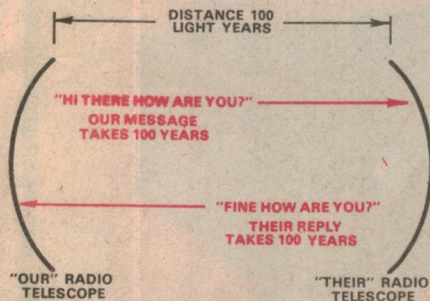 DISTANCE 100
LIGHT YEARS
"HI THERE HOW ARE YOU?"
OUR MESSAGE
TAKES 100 YEARS
"FINE HOW ARE YOU?"
THEIR REPLY
TAKES 100 YEARS
"OUR" RADIO
TELESCOPE
"THEIR" RADIO
TELESCOPE